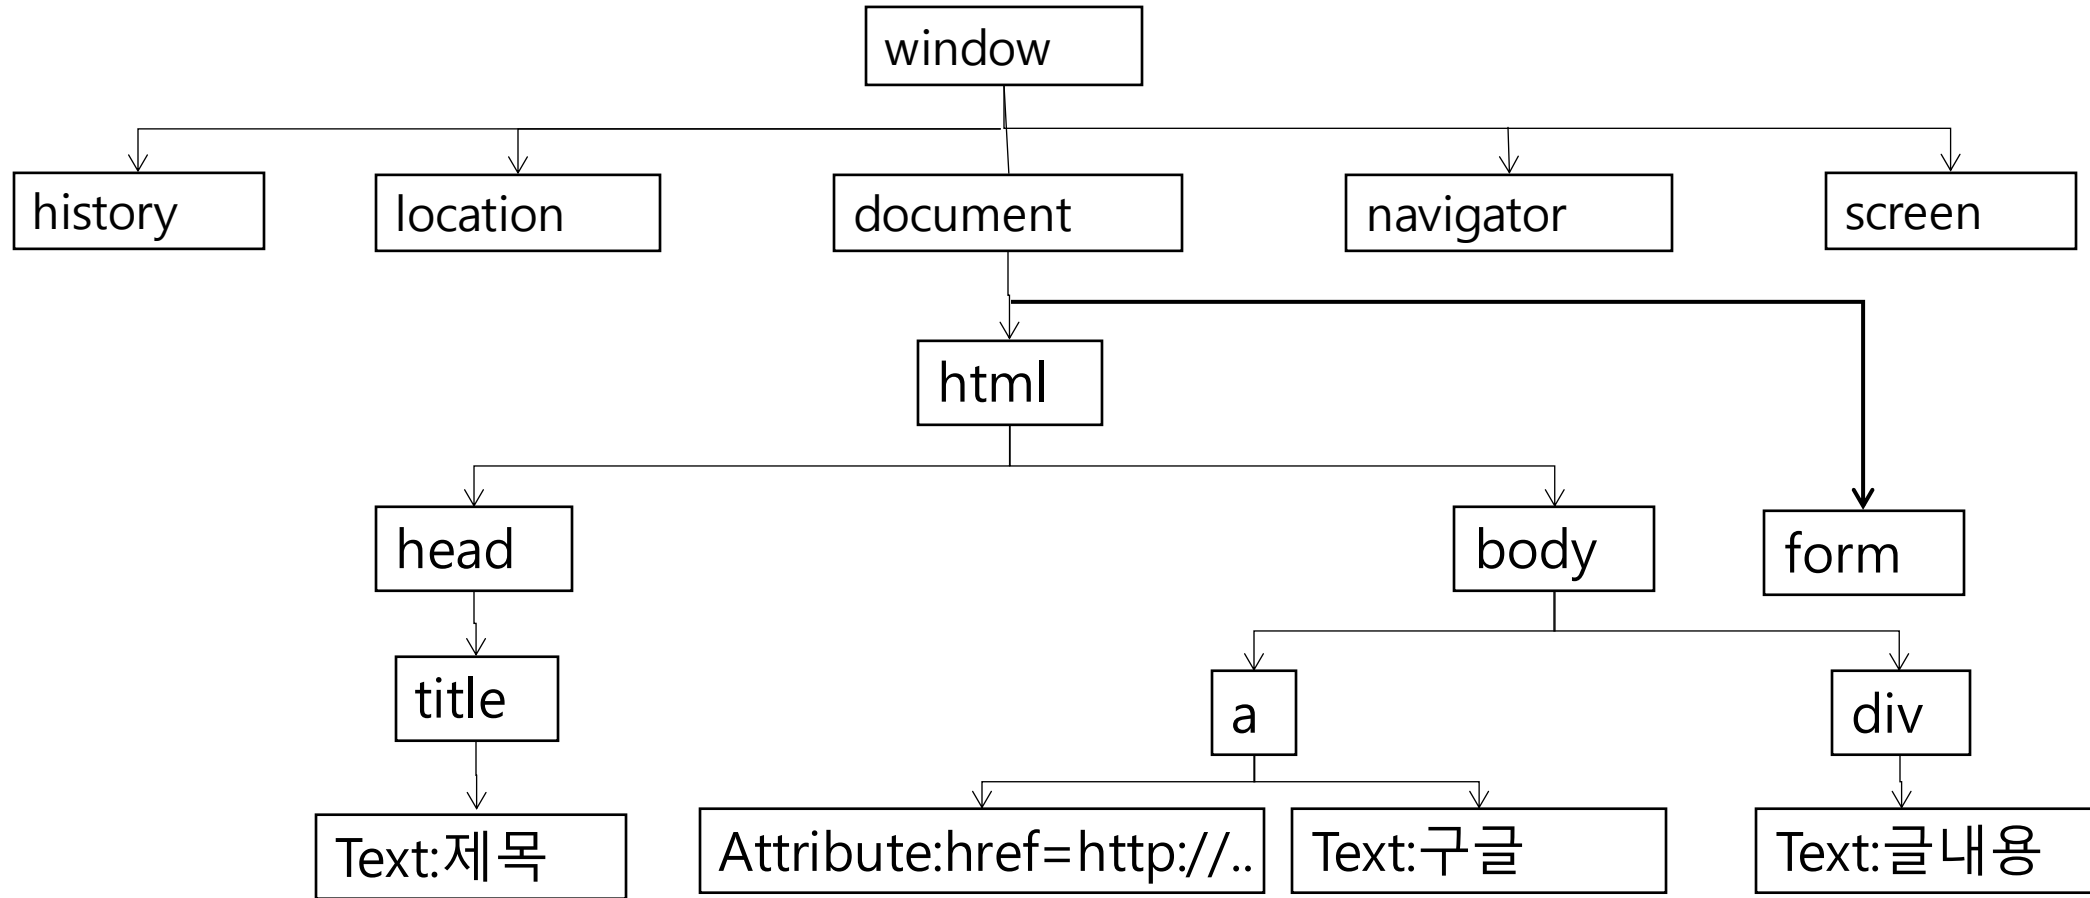 window
history
location
document
navigator
screen
html
head
body
form
title
a
div
Text:제목
Attribute:href=http://..
Text:구글
Text:글내용